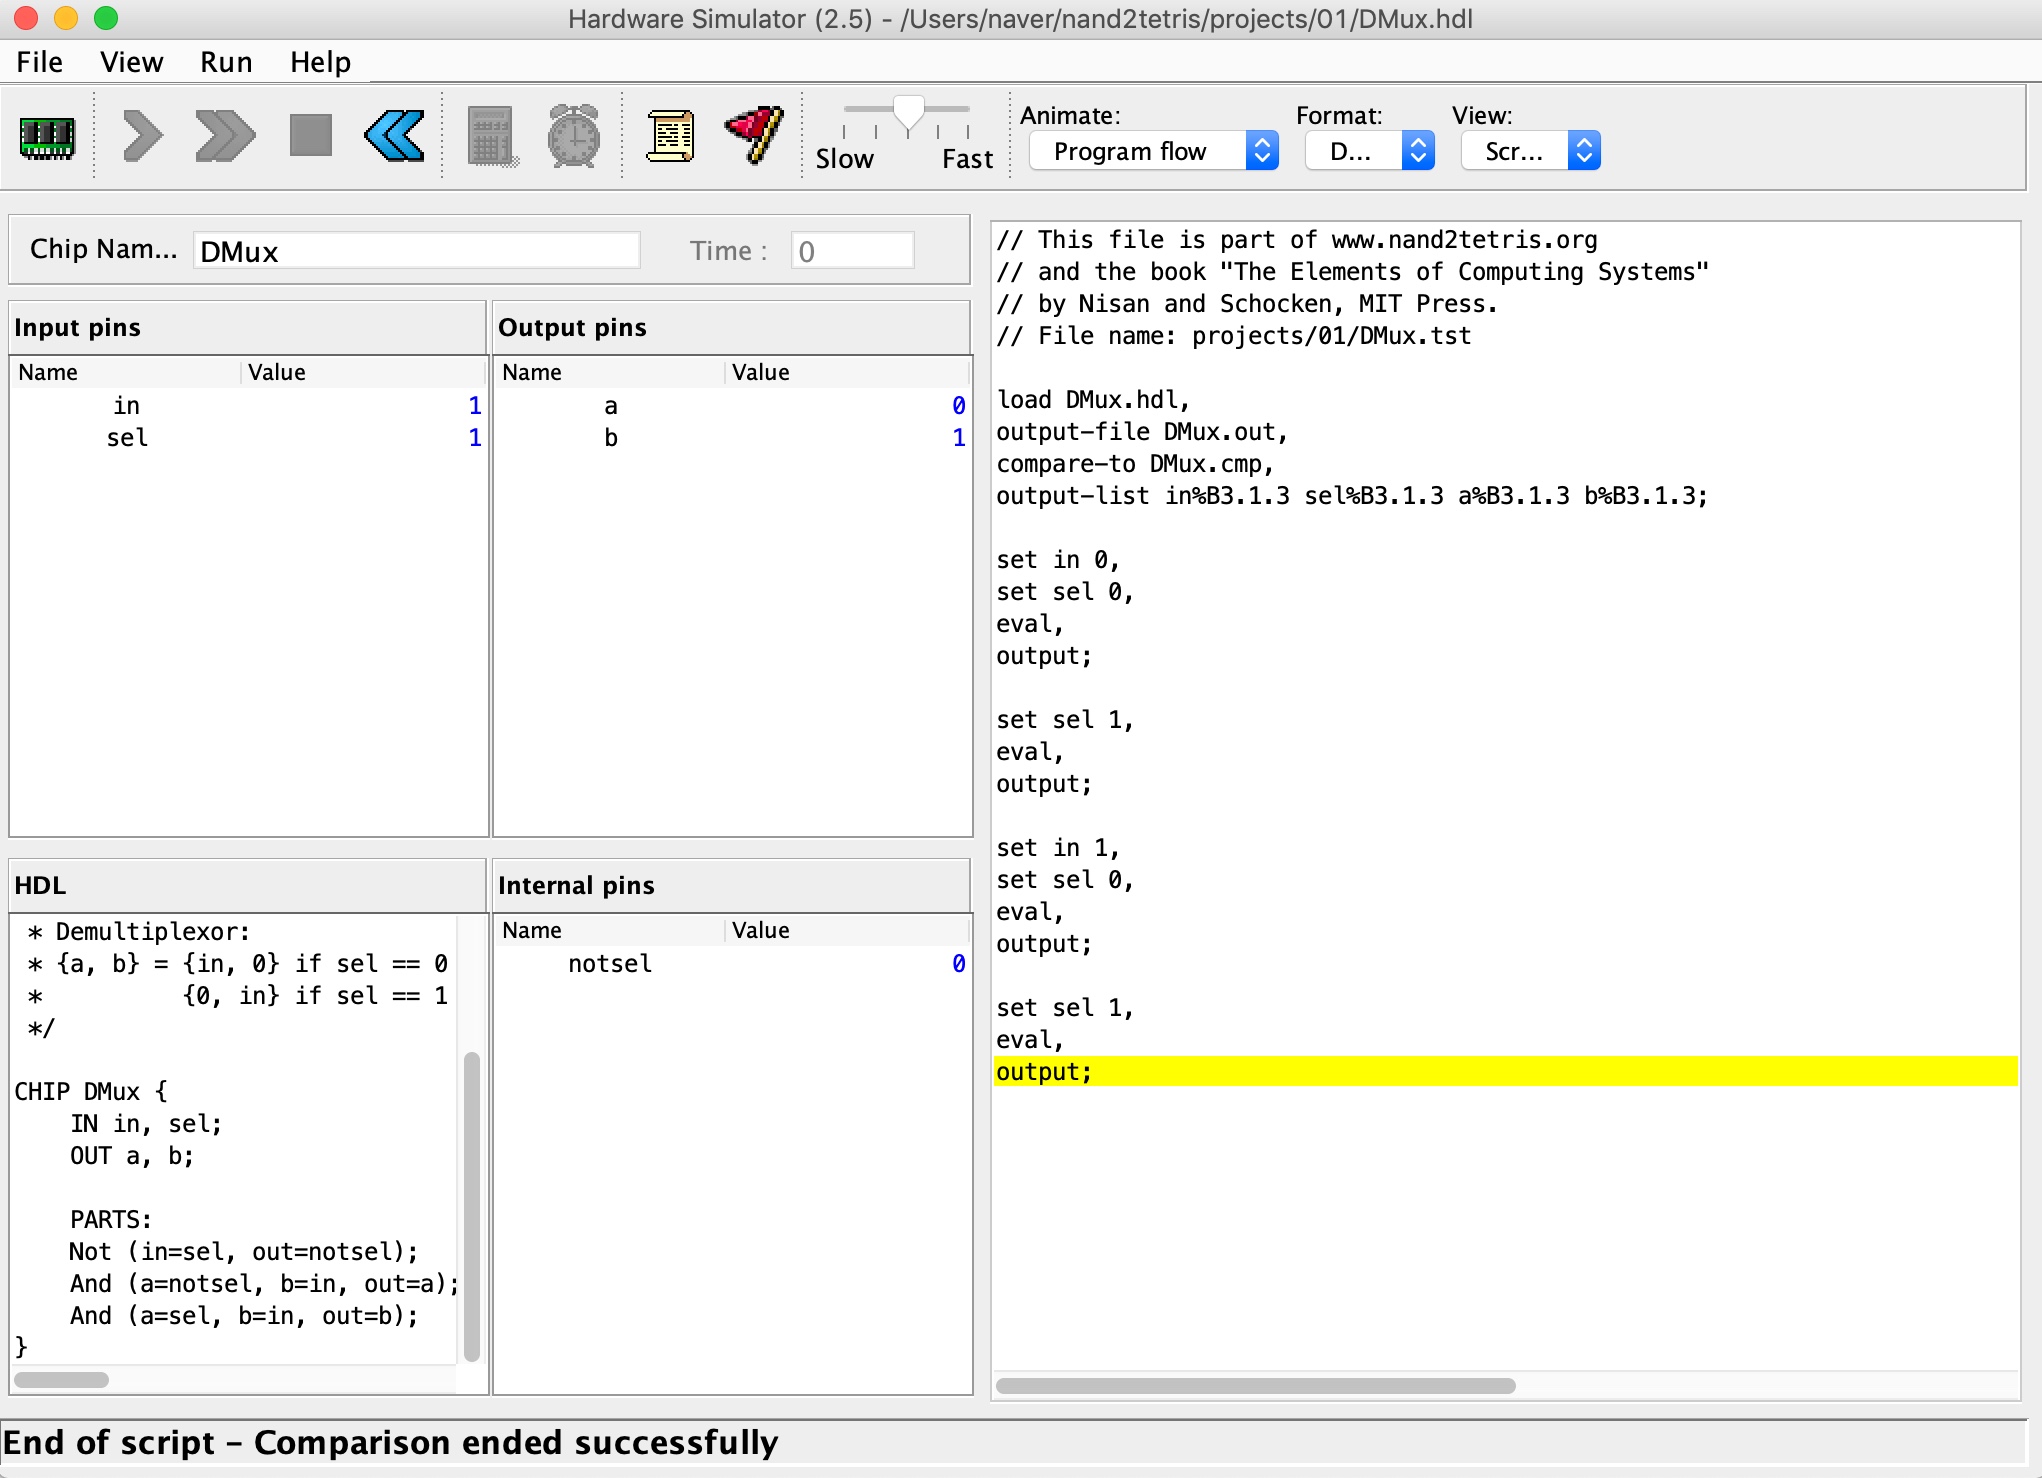 Hardware Simulator (2.5) - /Users/naver/nand2tetris/projects/01/DMux.hdl
File View Run Help
Slow Fast
Animate: Format: View:
Program flow D... Scr...
Chip Nam... DMux Time : 0
Input pins
Name Value
in 1
sel 1
Output pins
Name Value
a 0
b 1
HDL
* Demultiplexor:
* {a, b} = {in, 0} if sel == 0
*          {0, in} if sel == 1
*/
CHIP DMux {
    IN in, sel;
    OUT a, b;
    PARTS:
    Not (in=sel, out=notsel);
    And (a=notsel, b=in, out=a);
    And (a=sel, b=in, out=b);
}
Internal pins
Name Value
notsel 0
// This file is part of www.nand2tetris.org
// and the book "The Elements of Computing Systems"
// by Nisan and Schocken, MIT Press.
// File name: projects/01/DMux.tst
load DMux.hdl,
output-file DMux.out,
compare-to DMux.cmp,
output-list in%B3.1.3 sel%B3.1.3 a%B3.1.3 b%B3.1.3;
set in 0,
set sel 0,
eval,
output;
set sel 1,
eval,
output;
set in 1,
set sel 0,
eval,
output;
set sel 1,
eval,
output;
End of script - Comparison ended successfully